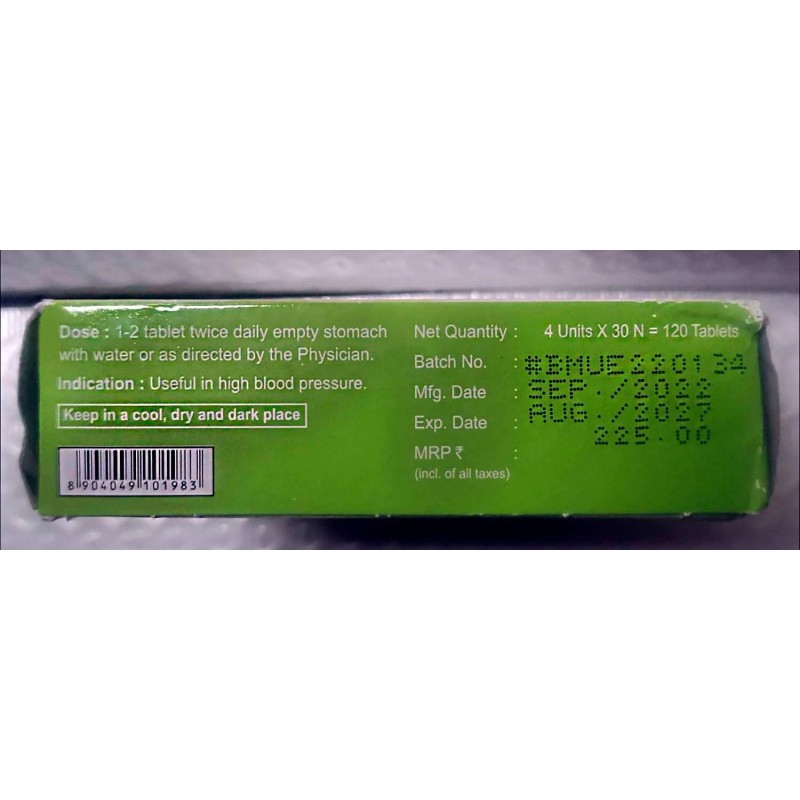 Dose : 1-2 tablet twice daily empty stomach
with water or as directed by the Physician.
Indication : Useful in high blood pressure.
Keep in a cool, dry and dark place
8 904049 101983
Net Quantity : 4 Units X 30 N = 120 Tablets
Batch No. : #BMUE220134
Mfg. Date : SEP./2022
Exp. Date : AUG./2027
MRP ₹ : 225.00
(incl. of all taxes)